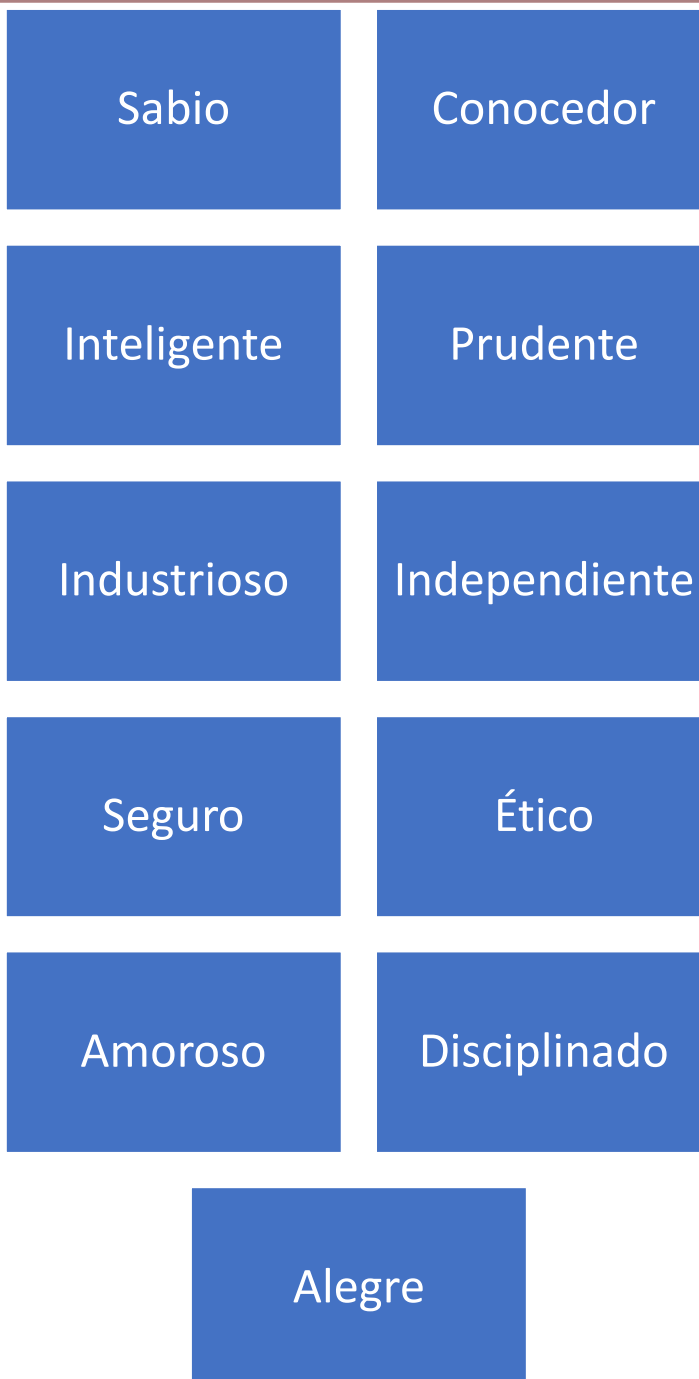 Sabio
Conocedor
Inteligente
Prudente
Industrioso
Independiente
Seguro
Ético
Amoroso
Disciplinado
Alegre